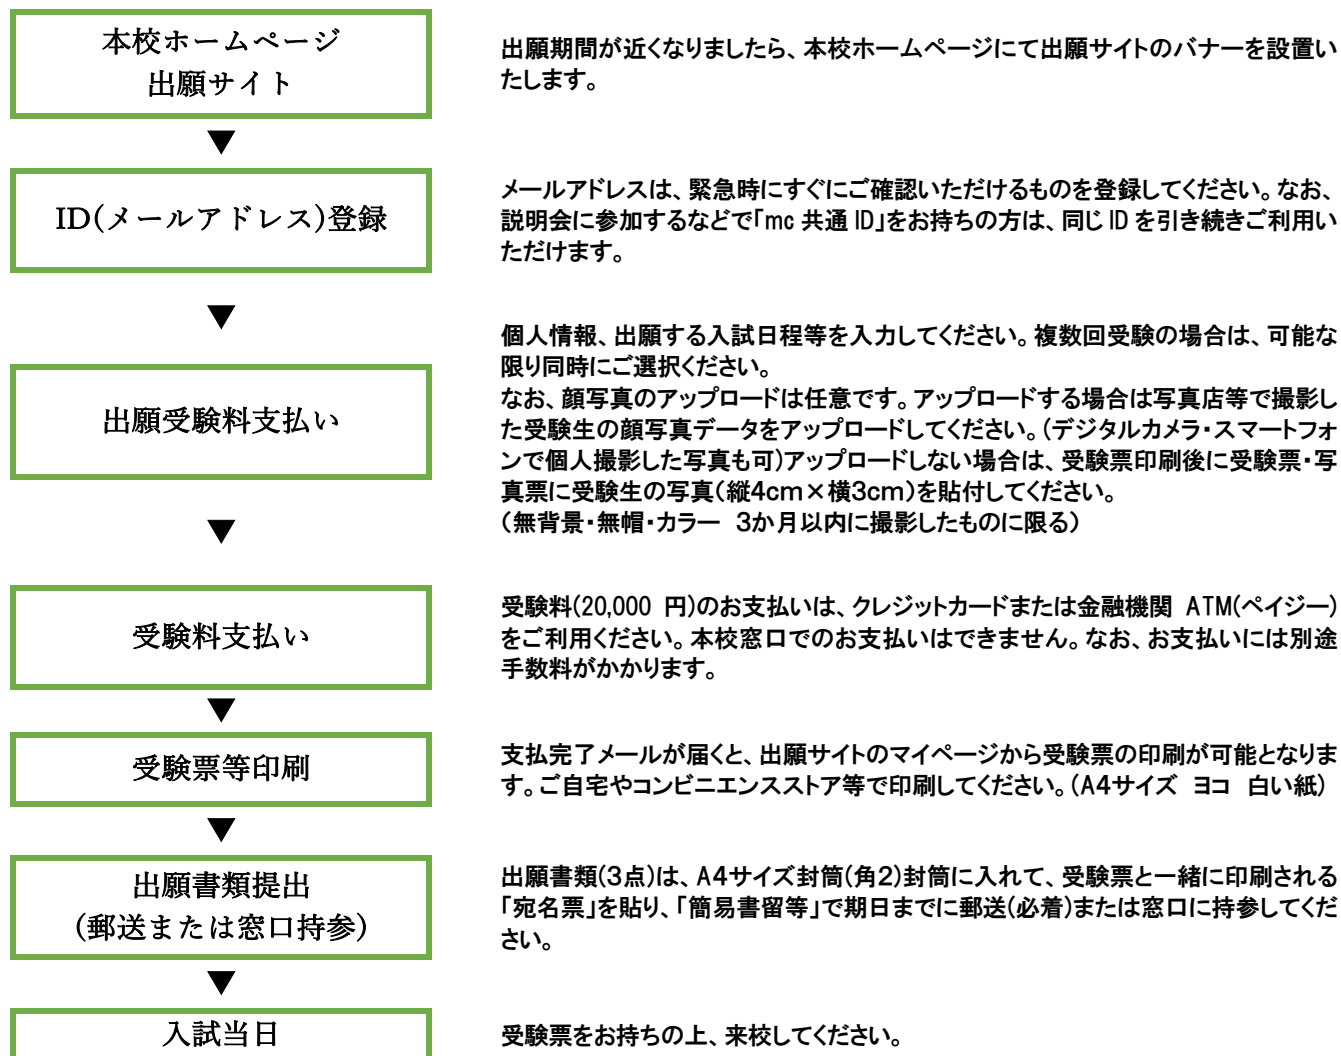 本校ホームページ
出願サイト
出願期間が近くなりましたら、本校ホームページにて出願サイトのバナーを設置い
たします。
▼
ID(メールアドレス)登録
メールアドレスは、緊急時にすぐにご確認いただけるものを登録してください。なお、
説明会に参加するなどで「mc 共通 ID」をお持ちの方は、同じ ID を引き続きご利用い
ただけます。
▼
出願受験料支払い
個人情報、出願する入試日程等を入力してください。複数回受験の場合は、可能な
限り同時にご選択ください。
なお、顔写真のアップロードは任意です。アップロードする場合は写真店等で撮影し
た受験生の顔写真データをアップロードしてください。(デジタルカメラ・スマートフォ
ンで個人撮影した写真も可)アップロードしない場合は、受験票印刷後に受験票・写
真票に受験生の写真(縦4cm×横3cm)を貼付してください。
(無背景・無帽・カラー 3か月以内に撮影したものに限る)
▼
受験料支払い
受験料(20,000 円)のお支払いは、クレジットカードまたは金融機関 ATM(ペイジー)
をご利用ください。本校窓口でのお支払いはできません。なお、お支払いには別途
手数料がかかります。
▼
受験票等印刷
支払完了メールが届くと、出願サイトのマイページから受験票の印刷が可能となりま
す。ご自宅やコンビニエンスストア等で印刷してください。(A4サイズ ヨコ 白い紙)
▼
出願書類提出
(郵送または窓口持参)
出願書類(3点)は、A4サイズ封筒(角2)封筒に入れて、受験票と一緒に印刷される
「宛名票」を貼り、「簡易書留等」で期日までに郵送(必着)または窓口に持参してくだ
さい。
▼
入試当日
受験票をお持ちの上、来校してください。